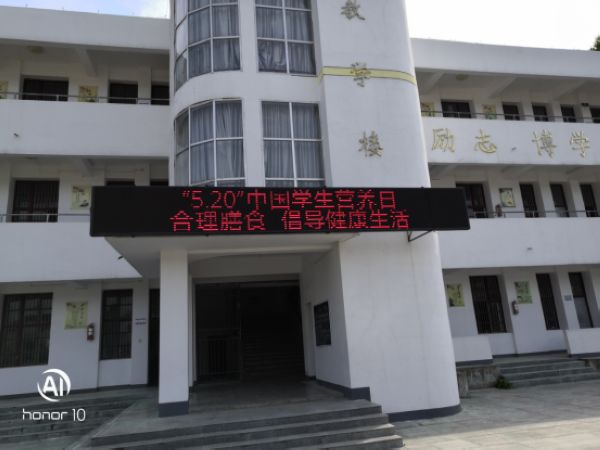 教学楼
励志 博学
“5.20”中国学生营养日
合理膳食 倡导健康生活
AI
honor 10